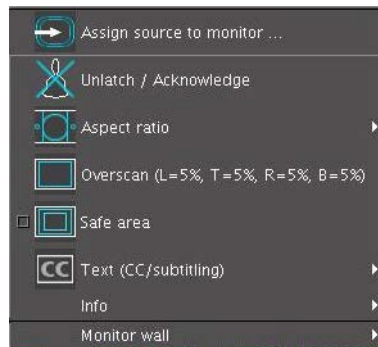 Assign source to monitor ...
Unlatch / Acknowledge
Aspect ratio
Overscan (L=5%, T=5%, R=5%, B=5%)
Safe area
CC Text (CC/subtitling)
Info
Monitor wall